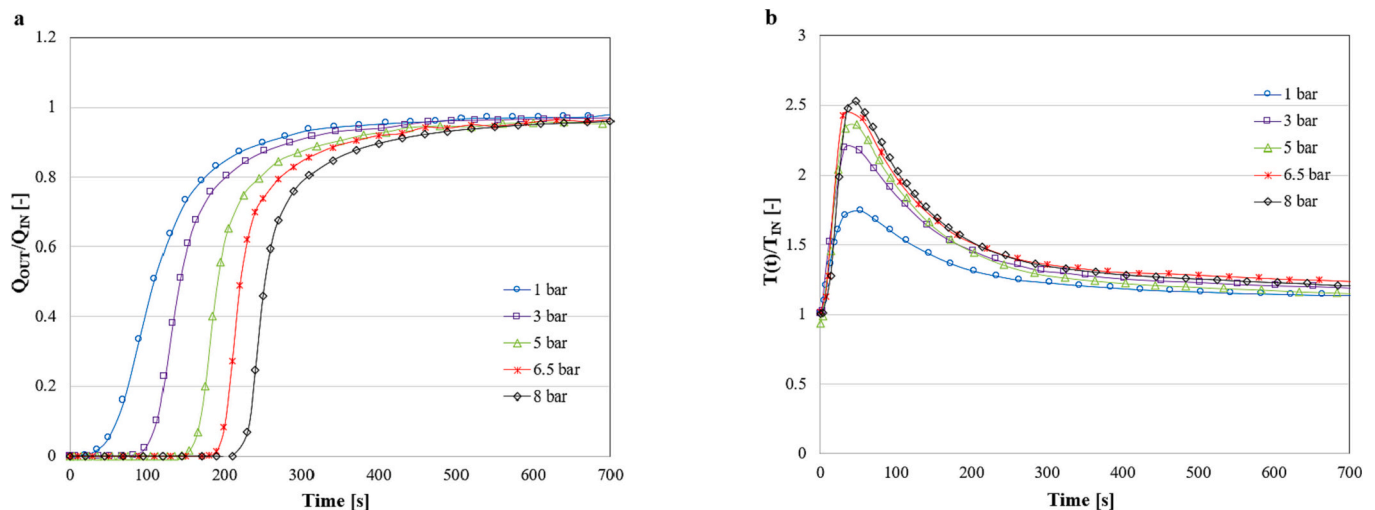 a
1.2
1
0.8
0.6
0.4
0.2
0
Q_OUT/Q_IN [-]
0 100 200 300 400 500 600 700
Time [s]
1 bar
3 bar
5 bar
6.5 bar
8 bar
b
3
2.5
2
1.5
1
0.5
0
T(t)/T_IN [-]
0 100 200 300 400 500 600 700
Time [s]
1 bar
3 bar
5 bar
6.5 bar
8 bar